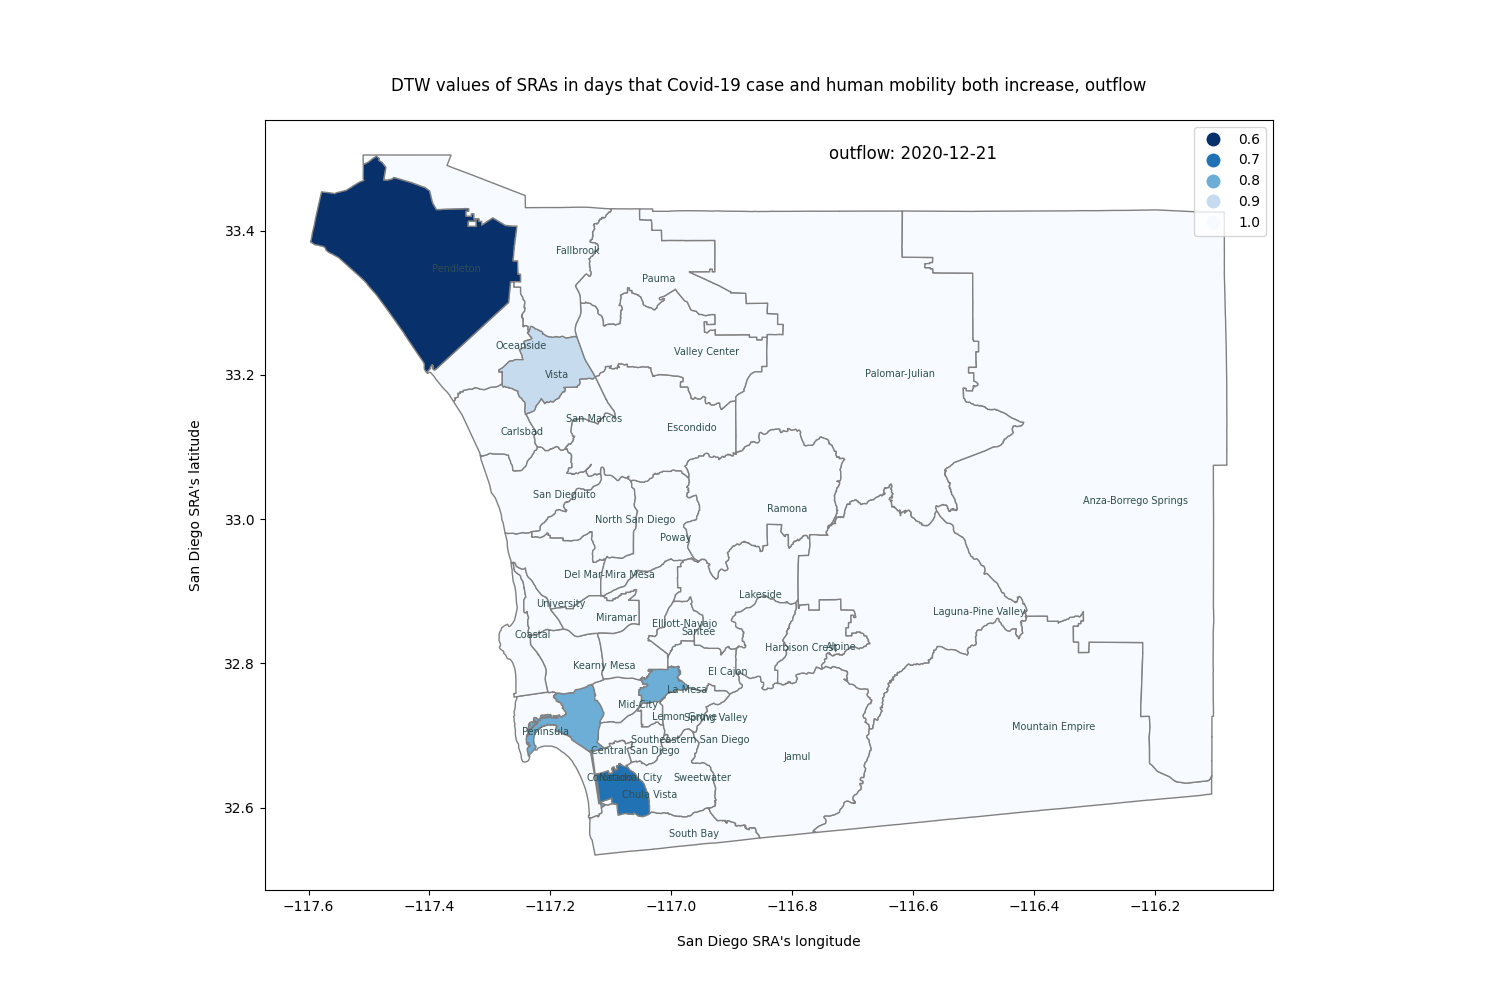 DTW values of SRAs in days that Covid-19 case and human mobility both increase, outflow
outflow: 2020-12-21
0.6
0.7
0.8
0.9
1.0
33.4
33.2
33.0
32.8
32.6
San Diego SRA's latitude
Fallbrook
Pendleton
Pauma
Oceanside
Valley Center
Vista
Palomar-Julian
San Marcos
Carlsbad
Escondido
San Dieguito
Anza-Borrego Springs
Ramona
North San Diego
Poway
Del Mar-Mira Mesa
Lakeside
University
Miramar
Laguna-Pine Valley
Elliott-Navajo
Santee
Coastal
Harbison Crest
Alpine
Kearny Mesa
El Cajon
La Mesa
Mid-City
Lemon Grove
Spring Valley
Peninsula
Mountain Empire
Southeastern San Diego
Central San Diego
Jamul
Coronado
National City
Sweetwater
Chula Vista
South Bay
−117.6
−117.4
−117.2
−117.0
−116.8
−116.6
−116.4
−116.2
San Diego SRA's longitude